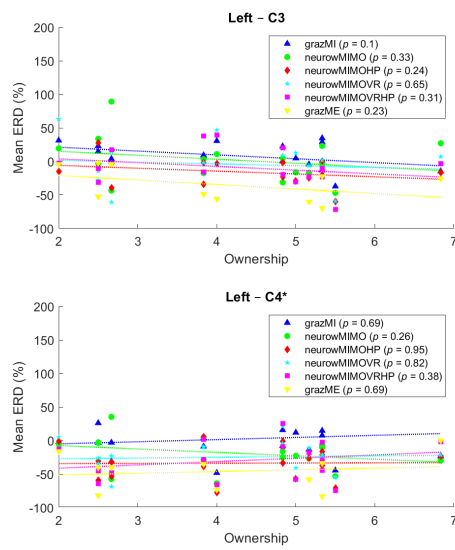 Left − C3
grazMI (p = 0.1)
neurowMIMO (p = 0.33)
neurowMIMOHP (p = 0.24)
neurowMIMOVR (p = 0.65)
neurowMIMOVRHP (p = 0.31)
grazME (p = 0.23)
Mean ERD (%)
200
150
100
50
0
-50
-100
2 3 4 5 6 7
Ownership
Left − C4*
grazMI (p = 0.69)
neurowMIMO (p = 0.26)
neurowMIMOHP (p = 0.95)
neurowMIMOVR (p = 0.82)
neurowMIMOVRHP (p = 0.38)
grazME (p = 0.69)
Mean ERD (%)
200
150
100
50
0
-50
-100
2 3 4 5 6 7
Ownership